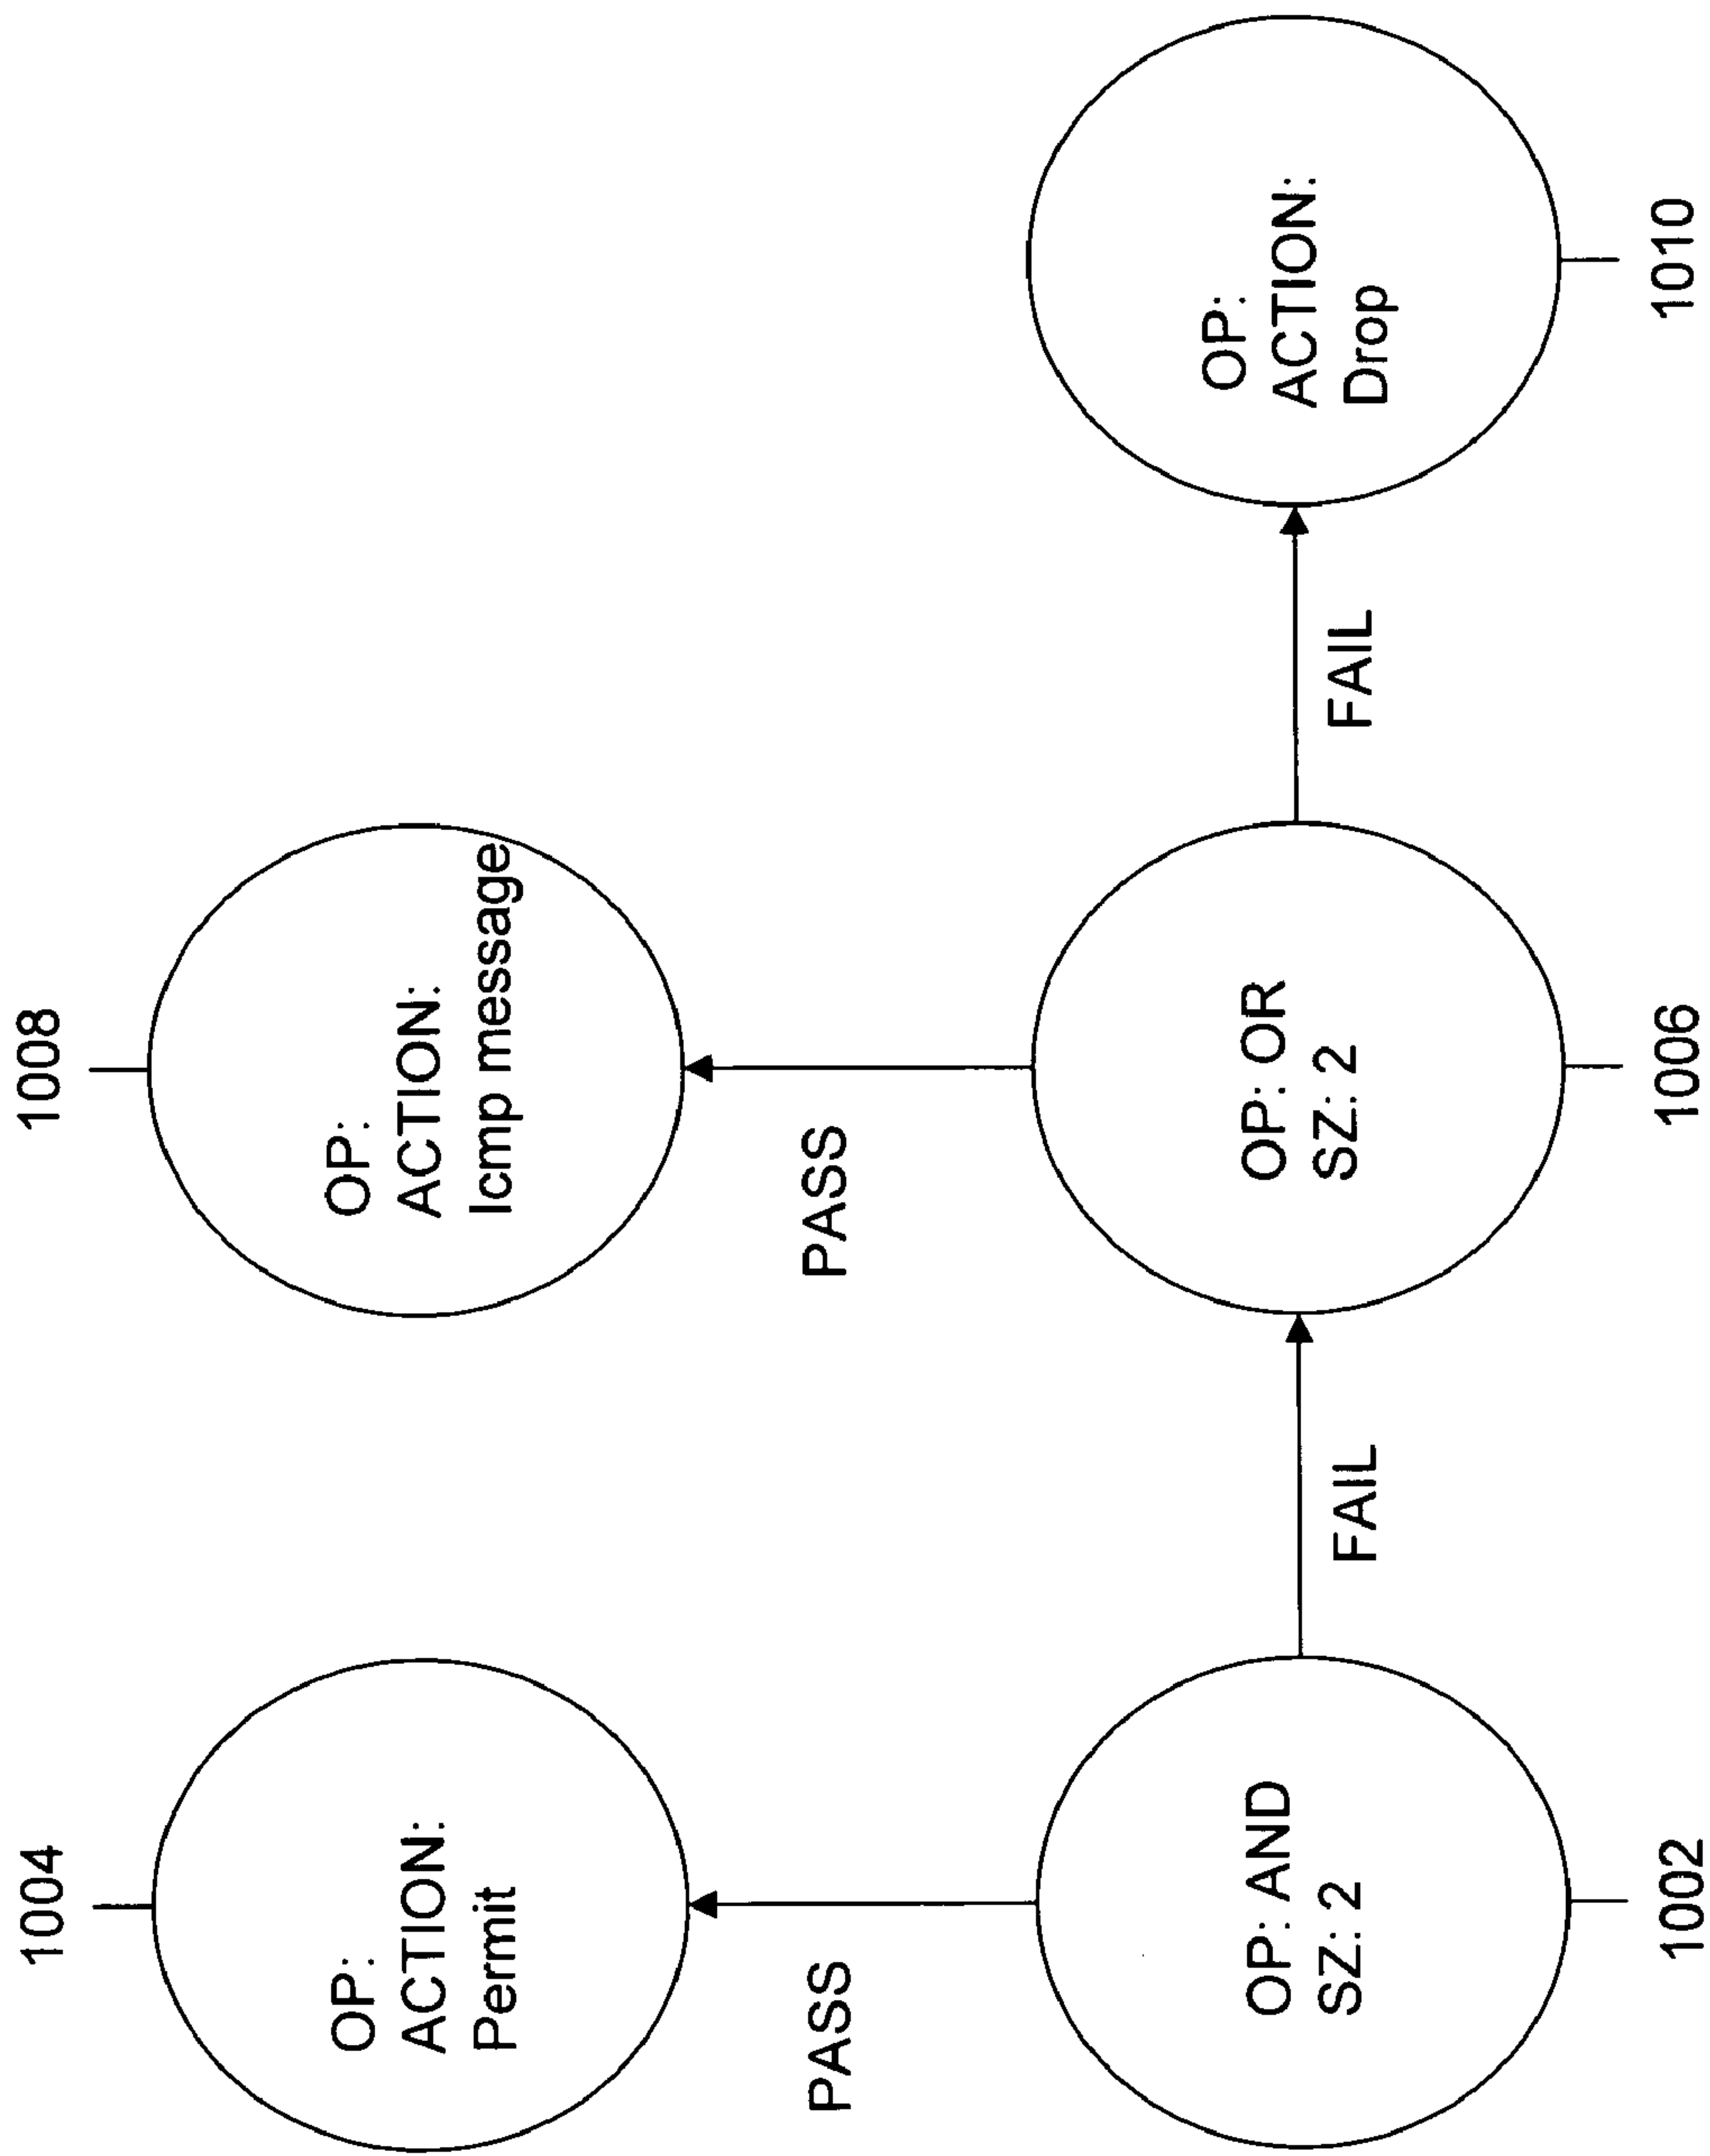 1004
1008
OP:
ACTION:
Permit
OP:
ACTION:
Icmp message
PASS
PASS
OP: AND
SZ: 2
FAIL
OP: OR
SZ: 2
FAIL
OP:
ACTION:
Drop
1002
1006
1010